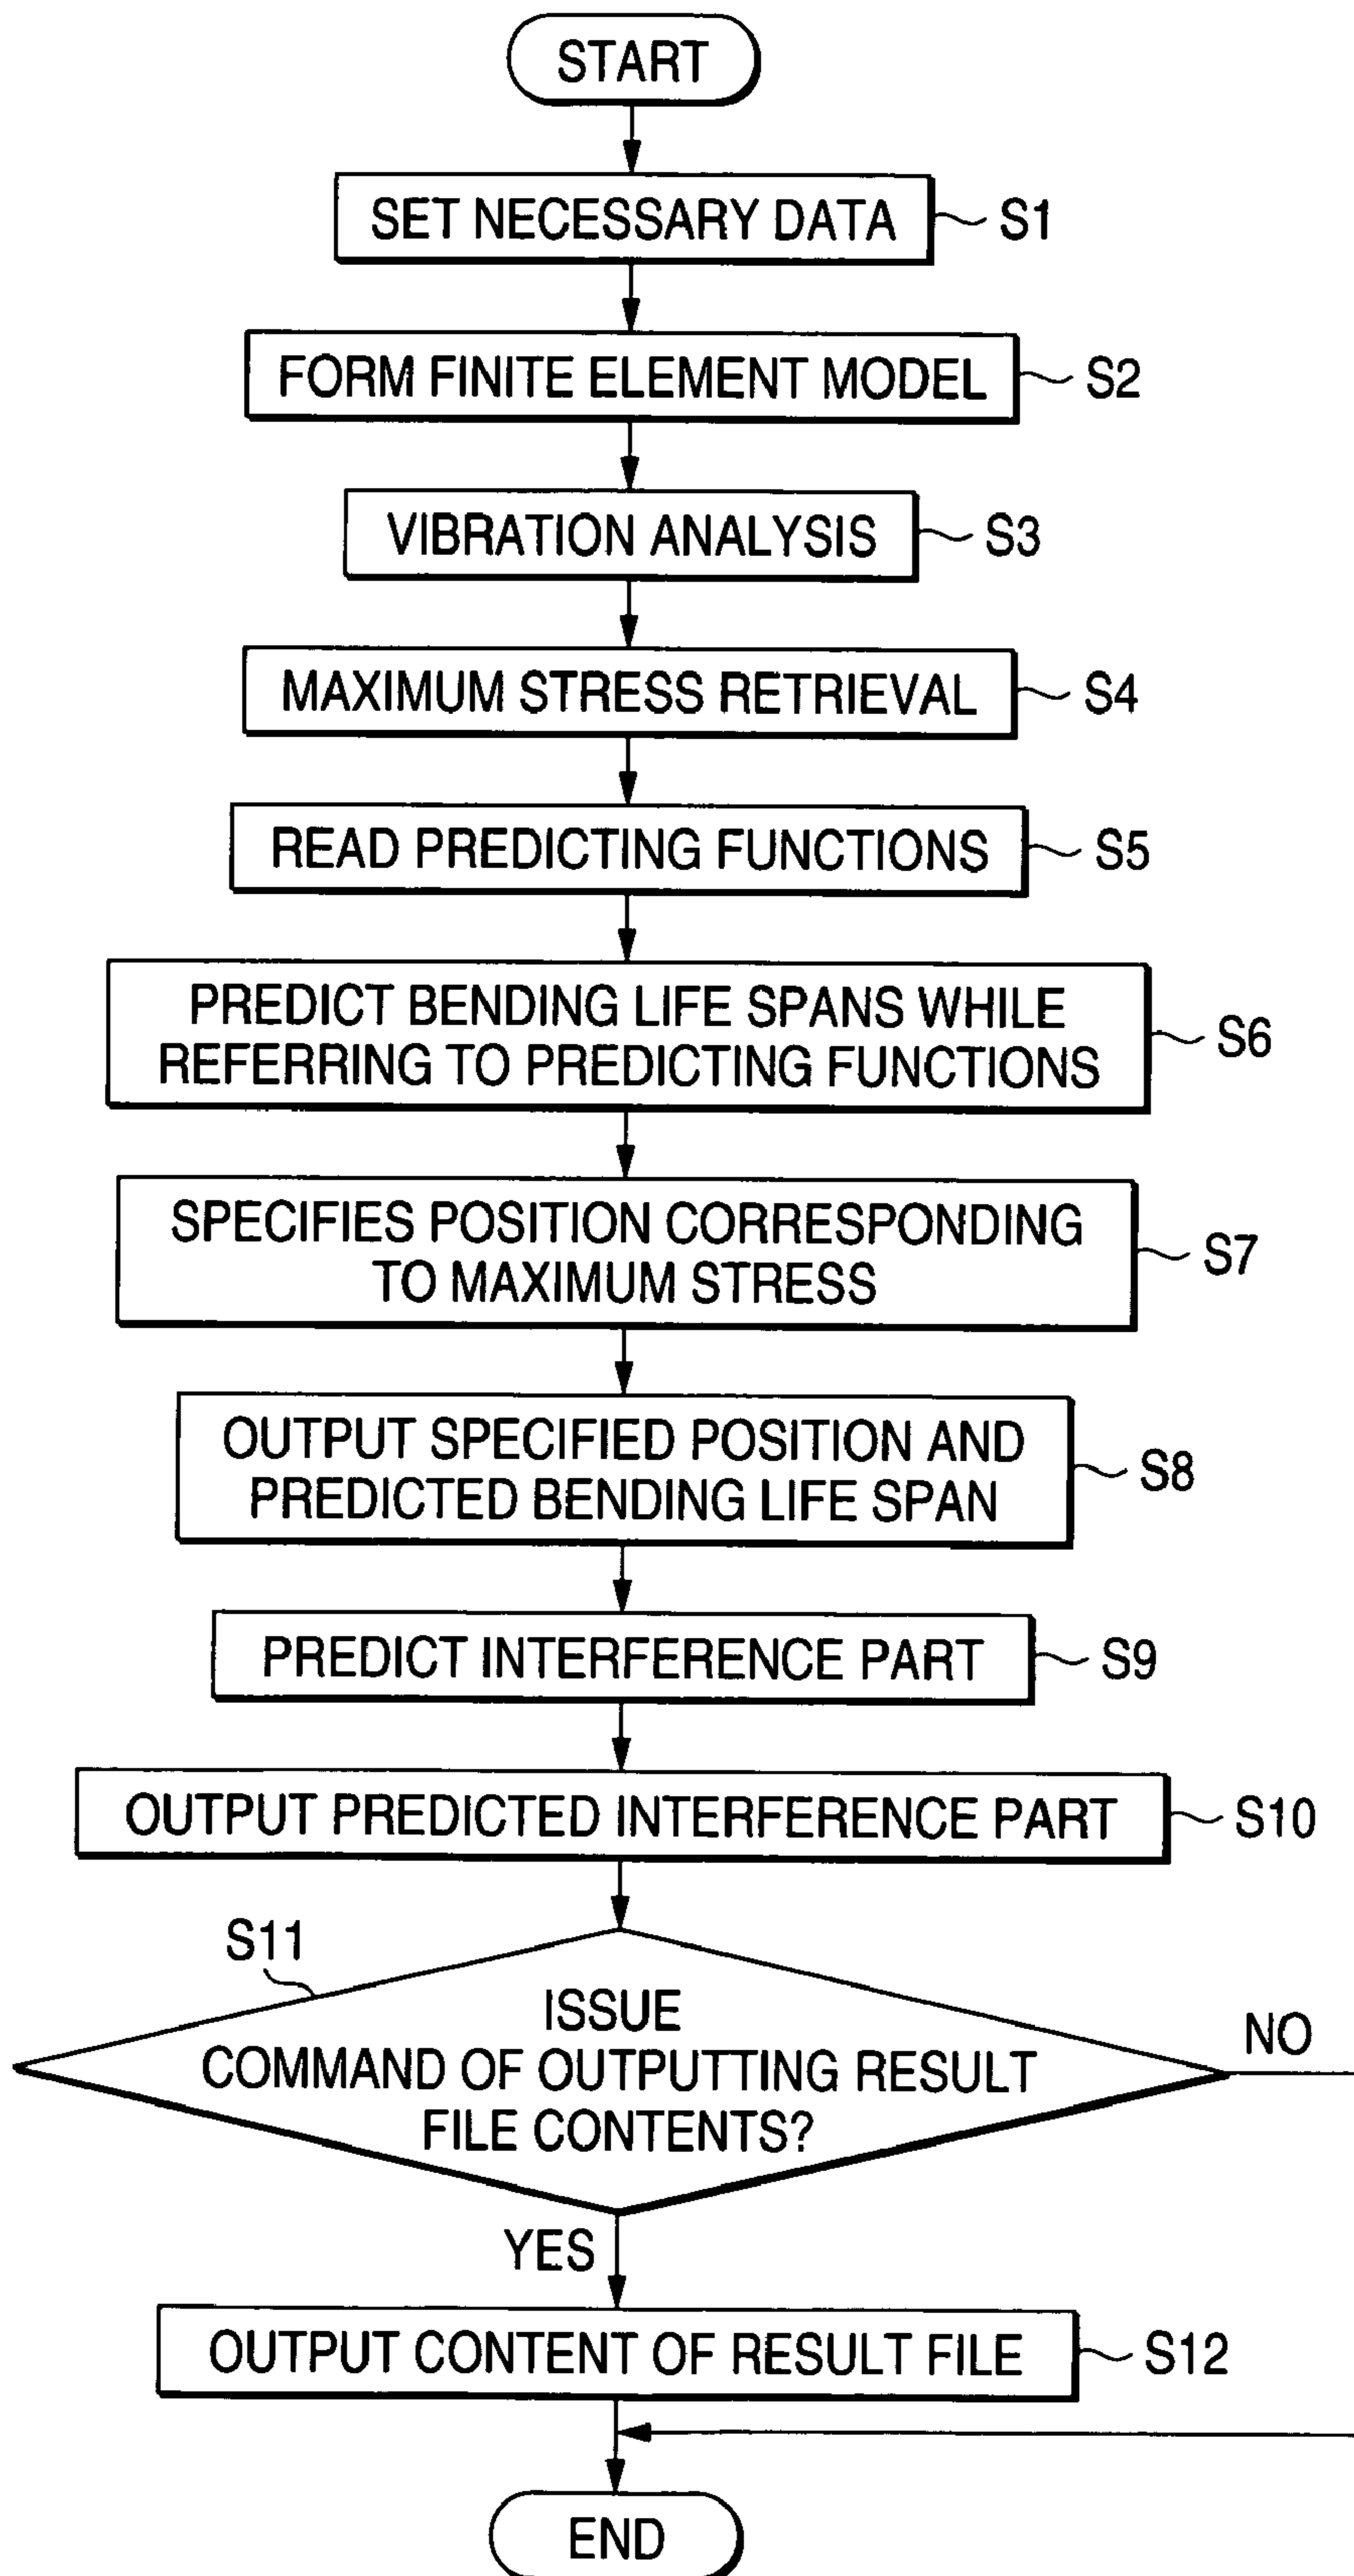 START
SET NECESSARY DATA
S1
FORM FINITE ELEMENT MODEL
S2
VIBRATION ANALYSIS
S3
MAXIMUM STRESS RETRIEVAL
S4
READ PREDICTING FUNCTIONS
S5
PREDICT BENDING LIFE SPANS WHILE
REFERRING TO PREDICTING FUNCTIONS
S6
SPECIFIES POSITION CORRESPONDING
TO MAXIMUM STRESS
S7
OUTPUT SPECIFIED POSITION AND
PREDICTED BENDING LIFE SPAN
S8
PREDICT INTERFERENCE PART
S9
OUTPUT PREDICTED INTERFERENCE PART
S10
S11
ISSUE
COMMAND OF OUTPUTTING RESULT
FILE CONTENTS?
NO
YES
OUTPUT CONTENT OF RESULT FILE
S12
END